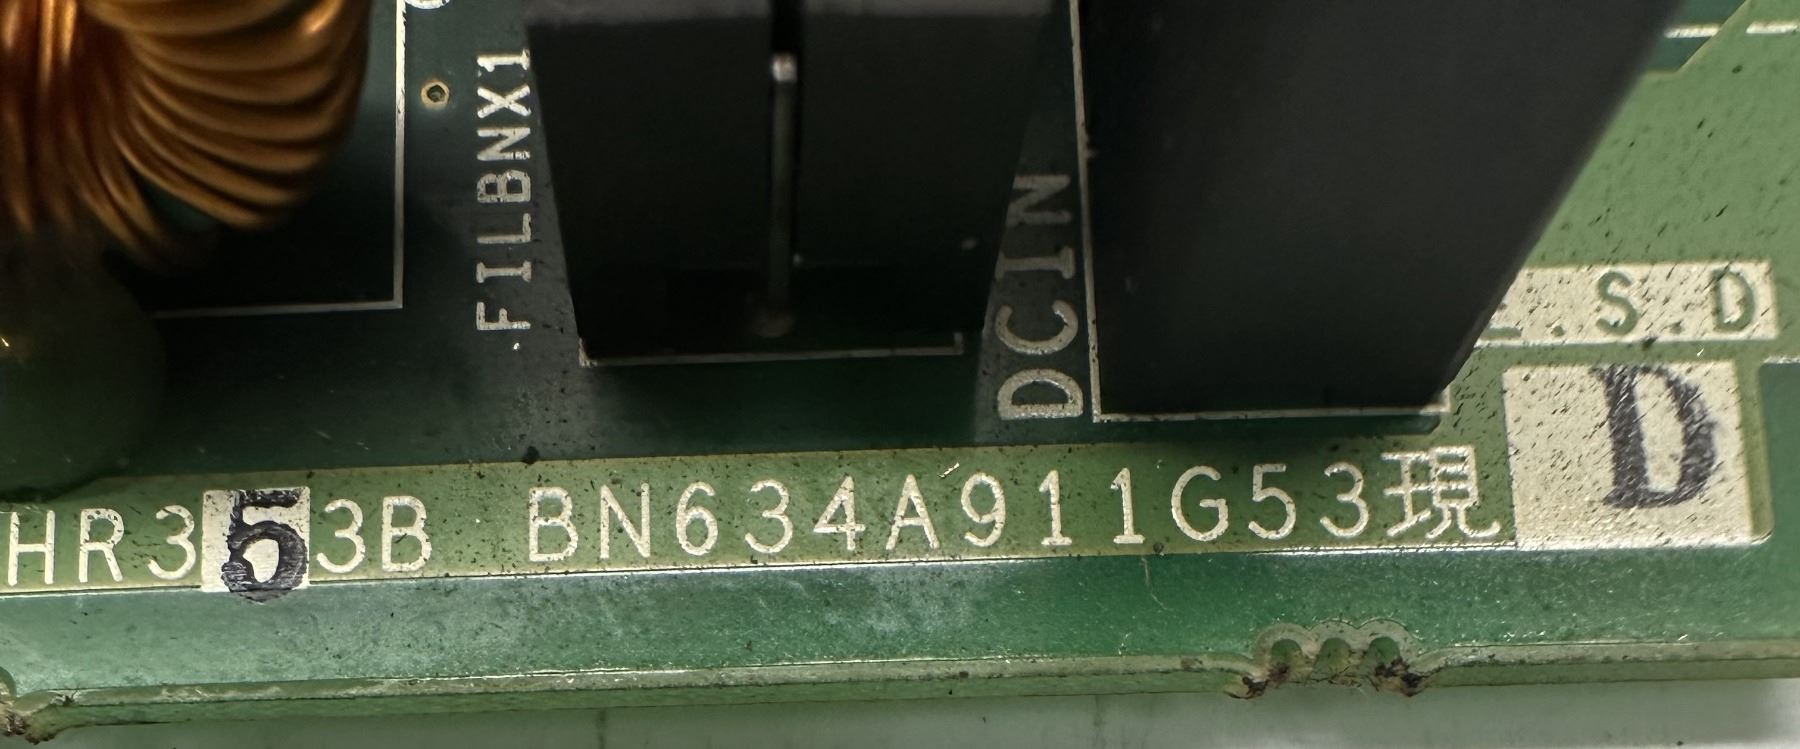 FILBNX1
DCIN
.S.D
HR353B BN634A911G53現 D